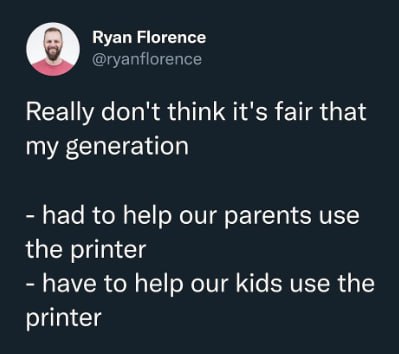 Ryan Florence
@ryanflorence
Really don't think it's fair that
my generation
- had to help our parents use
the printer
- have to help our kids use the
printer